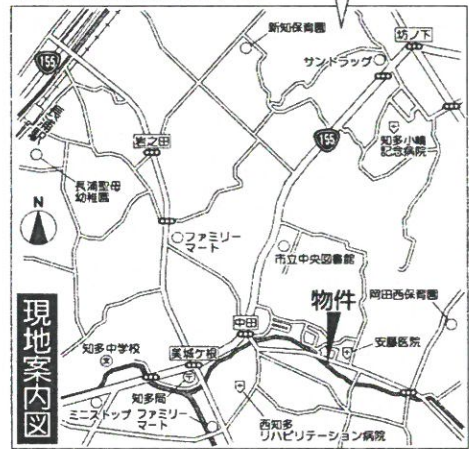 新知保育園
坊ノ下
サンドラッグ
155
長浦駅
岩之田
155
知多小嶋
記念病院
長浦聖母
幼稚園
N
ファミリー
マート
市立中央図書館
物件
岡田西保育園
中田
安藤医院
現地案内図
知多中学校
美城ケ根
知多局
ミニストップ
ファミリー
マート
西知多
リハビリテーション病院